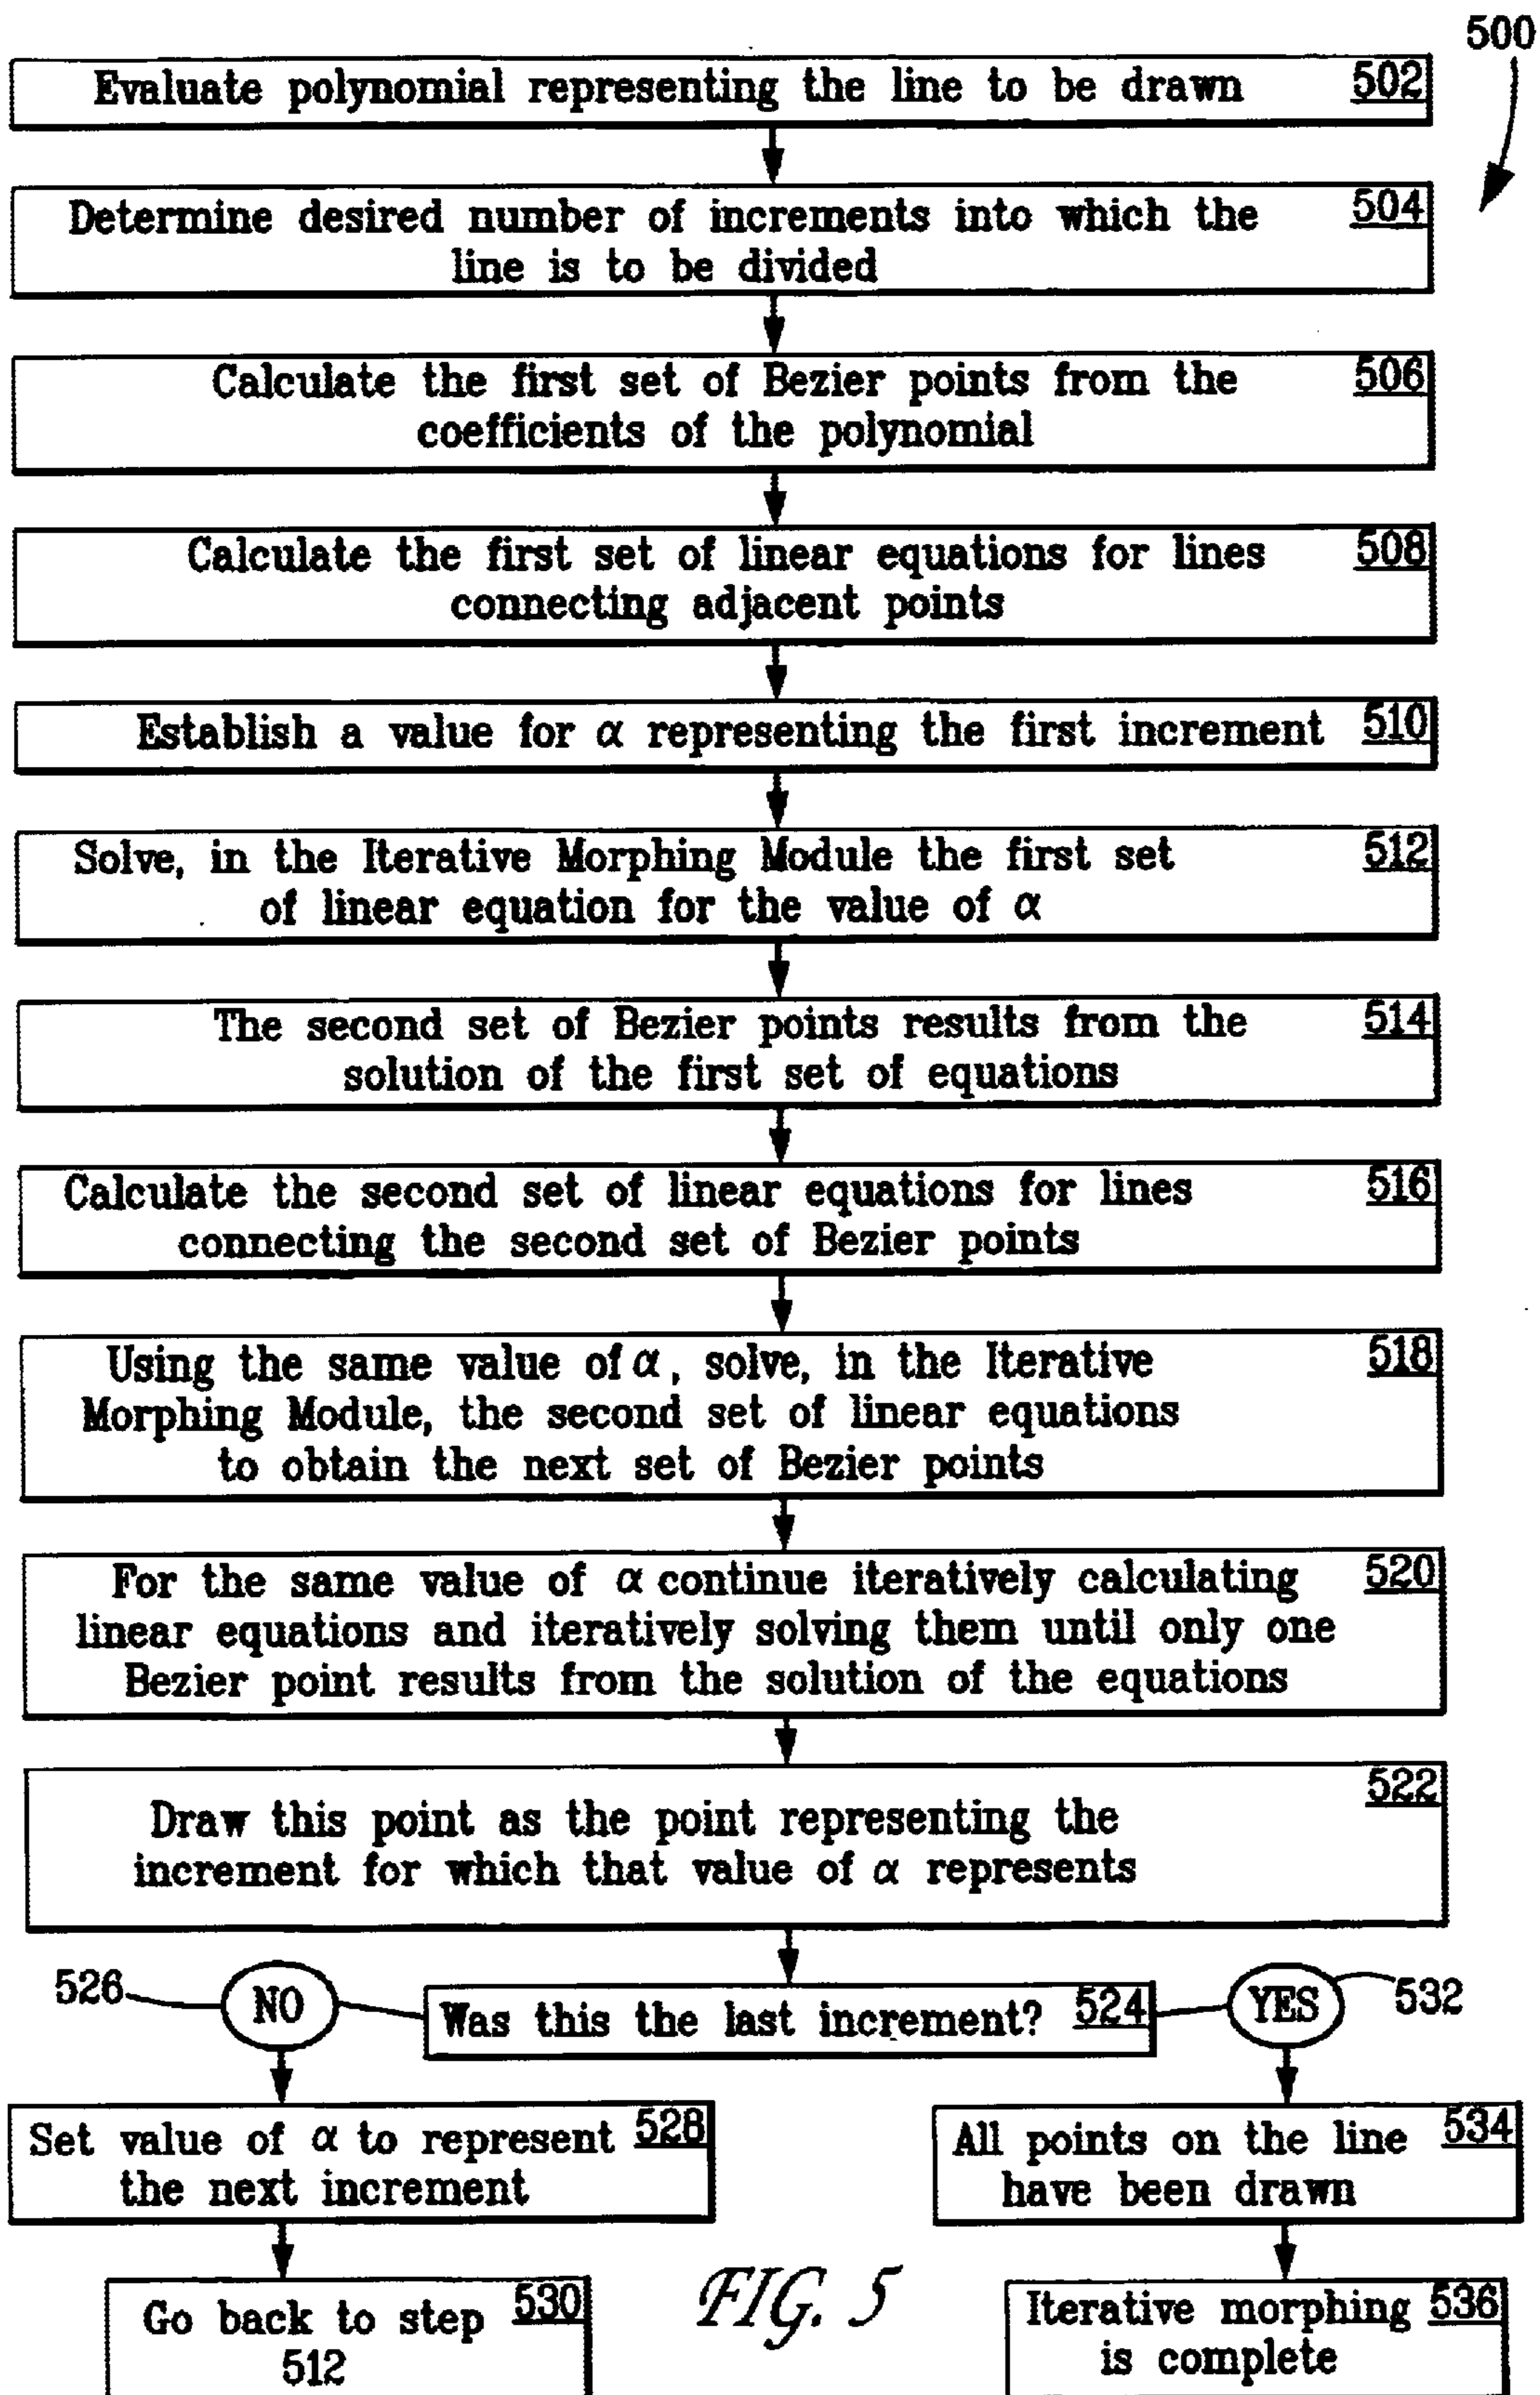 500
Evaluate polynomial representing the line to be drawn 502
Determine desired number of increments into which the 504
line is to be divided
Calculate the first set of Bezier points from the 506
coefficients of the polynomial
Calculate the first set of linear equations for lines 508
connecting adjacent points
Establish a value for α representing the first increment 510
Solve, in the Iterative Morphing Module the first set 512
of linear equation for the value of α
The second set of Bezier points results from the 514
solution of the first set of equations
Calculate the second set of linear equations for lines 516
connecting the second set of Bezier points
Using the same value of α, solve, in the Iterative 518
Morphing Module, the second set of linear equations
to obtain the next set of Bezier points
For the same value of α continue iteratively calculating 520
linear equations and iteratively solving them until only one
Bezier point results from the solution of the equations
522
Draw this point as the point representing the
increment for which that value of α represents
526 NO Was this the last increment? 524 YES 532
Set value of α to represent 528
the next increment
All points on the line 534
have been drawn
Go back to step 530
512
FIG. 5
Iterative morphing 536
is complete